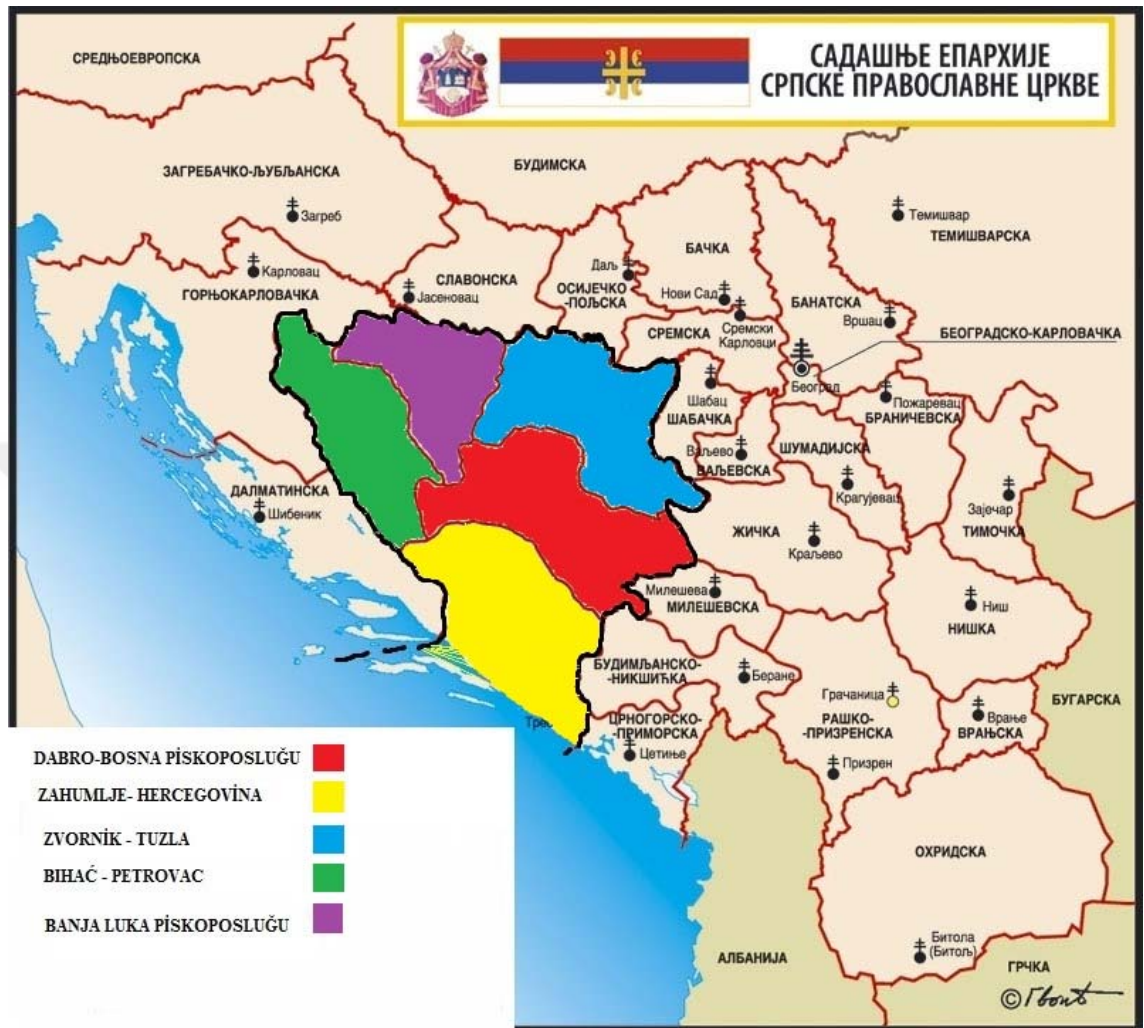 САДАШЊЕ ЕПАРХИЈЕ
СРПСКЕ ПРАВОСЛАВНЕ ЦРКВЕ
СРЕДЊОЕВРОПСКА
ЗАГРЕБАЧКО-ЉУБЉАНСКА
Загреб
БУДИМСКА
Карловац
ГОРЊОКАРЛОВАЧКА
СЛАВОНСКА
Јасеновац
Даљ
ОСИЈЕЧКО-
-ПОЉСКА
БАЧКА
Нови Сад
Темишвар
ТЕМИШВАРСКА
БАНАТСКА
Вршац
СРЕМСКА
Сремски
Карловци
БЕОГРАДСКО-КАРЛОВАЧКА
Београд
Шабац
ШАБАЧКА
Пожаревац
БРАНИЧЕВСКА
Ваљево
ВАЉЕВСКА
ШУМАДИЈСКА
Крагујевац
Зајечар
ТИМОЧКА
ДАЛМАТИНСКА
Шибеник
ЖИЧКА
Краљево
Милешева
МИЛЕШЕВСКА
Ниш
НИШКА
БУДИМЉАНСКО-
-НИКШИЋКА
Беране
Грачаница
РАШКО-
-ПРИЗРЕНСКА
Призрен
Врање
ВРАЊСКА
БУГАРСКА
ЦРНОГОРСКО-
-ПРИМОРСКА
Цетиње
ОХРИДСКА
Битола
(Битољ)
АЛБАНИЈА
ГРЧКА
DABRO-BOSNA PİSKOPOSLUĞU
ZAHUMLJE- HERCEGOVİNA
ZVORNİK - TUZLA
BIHAĆ - PETROVAC
BANJA LUKA PİSKOPOSLUĞU